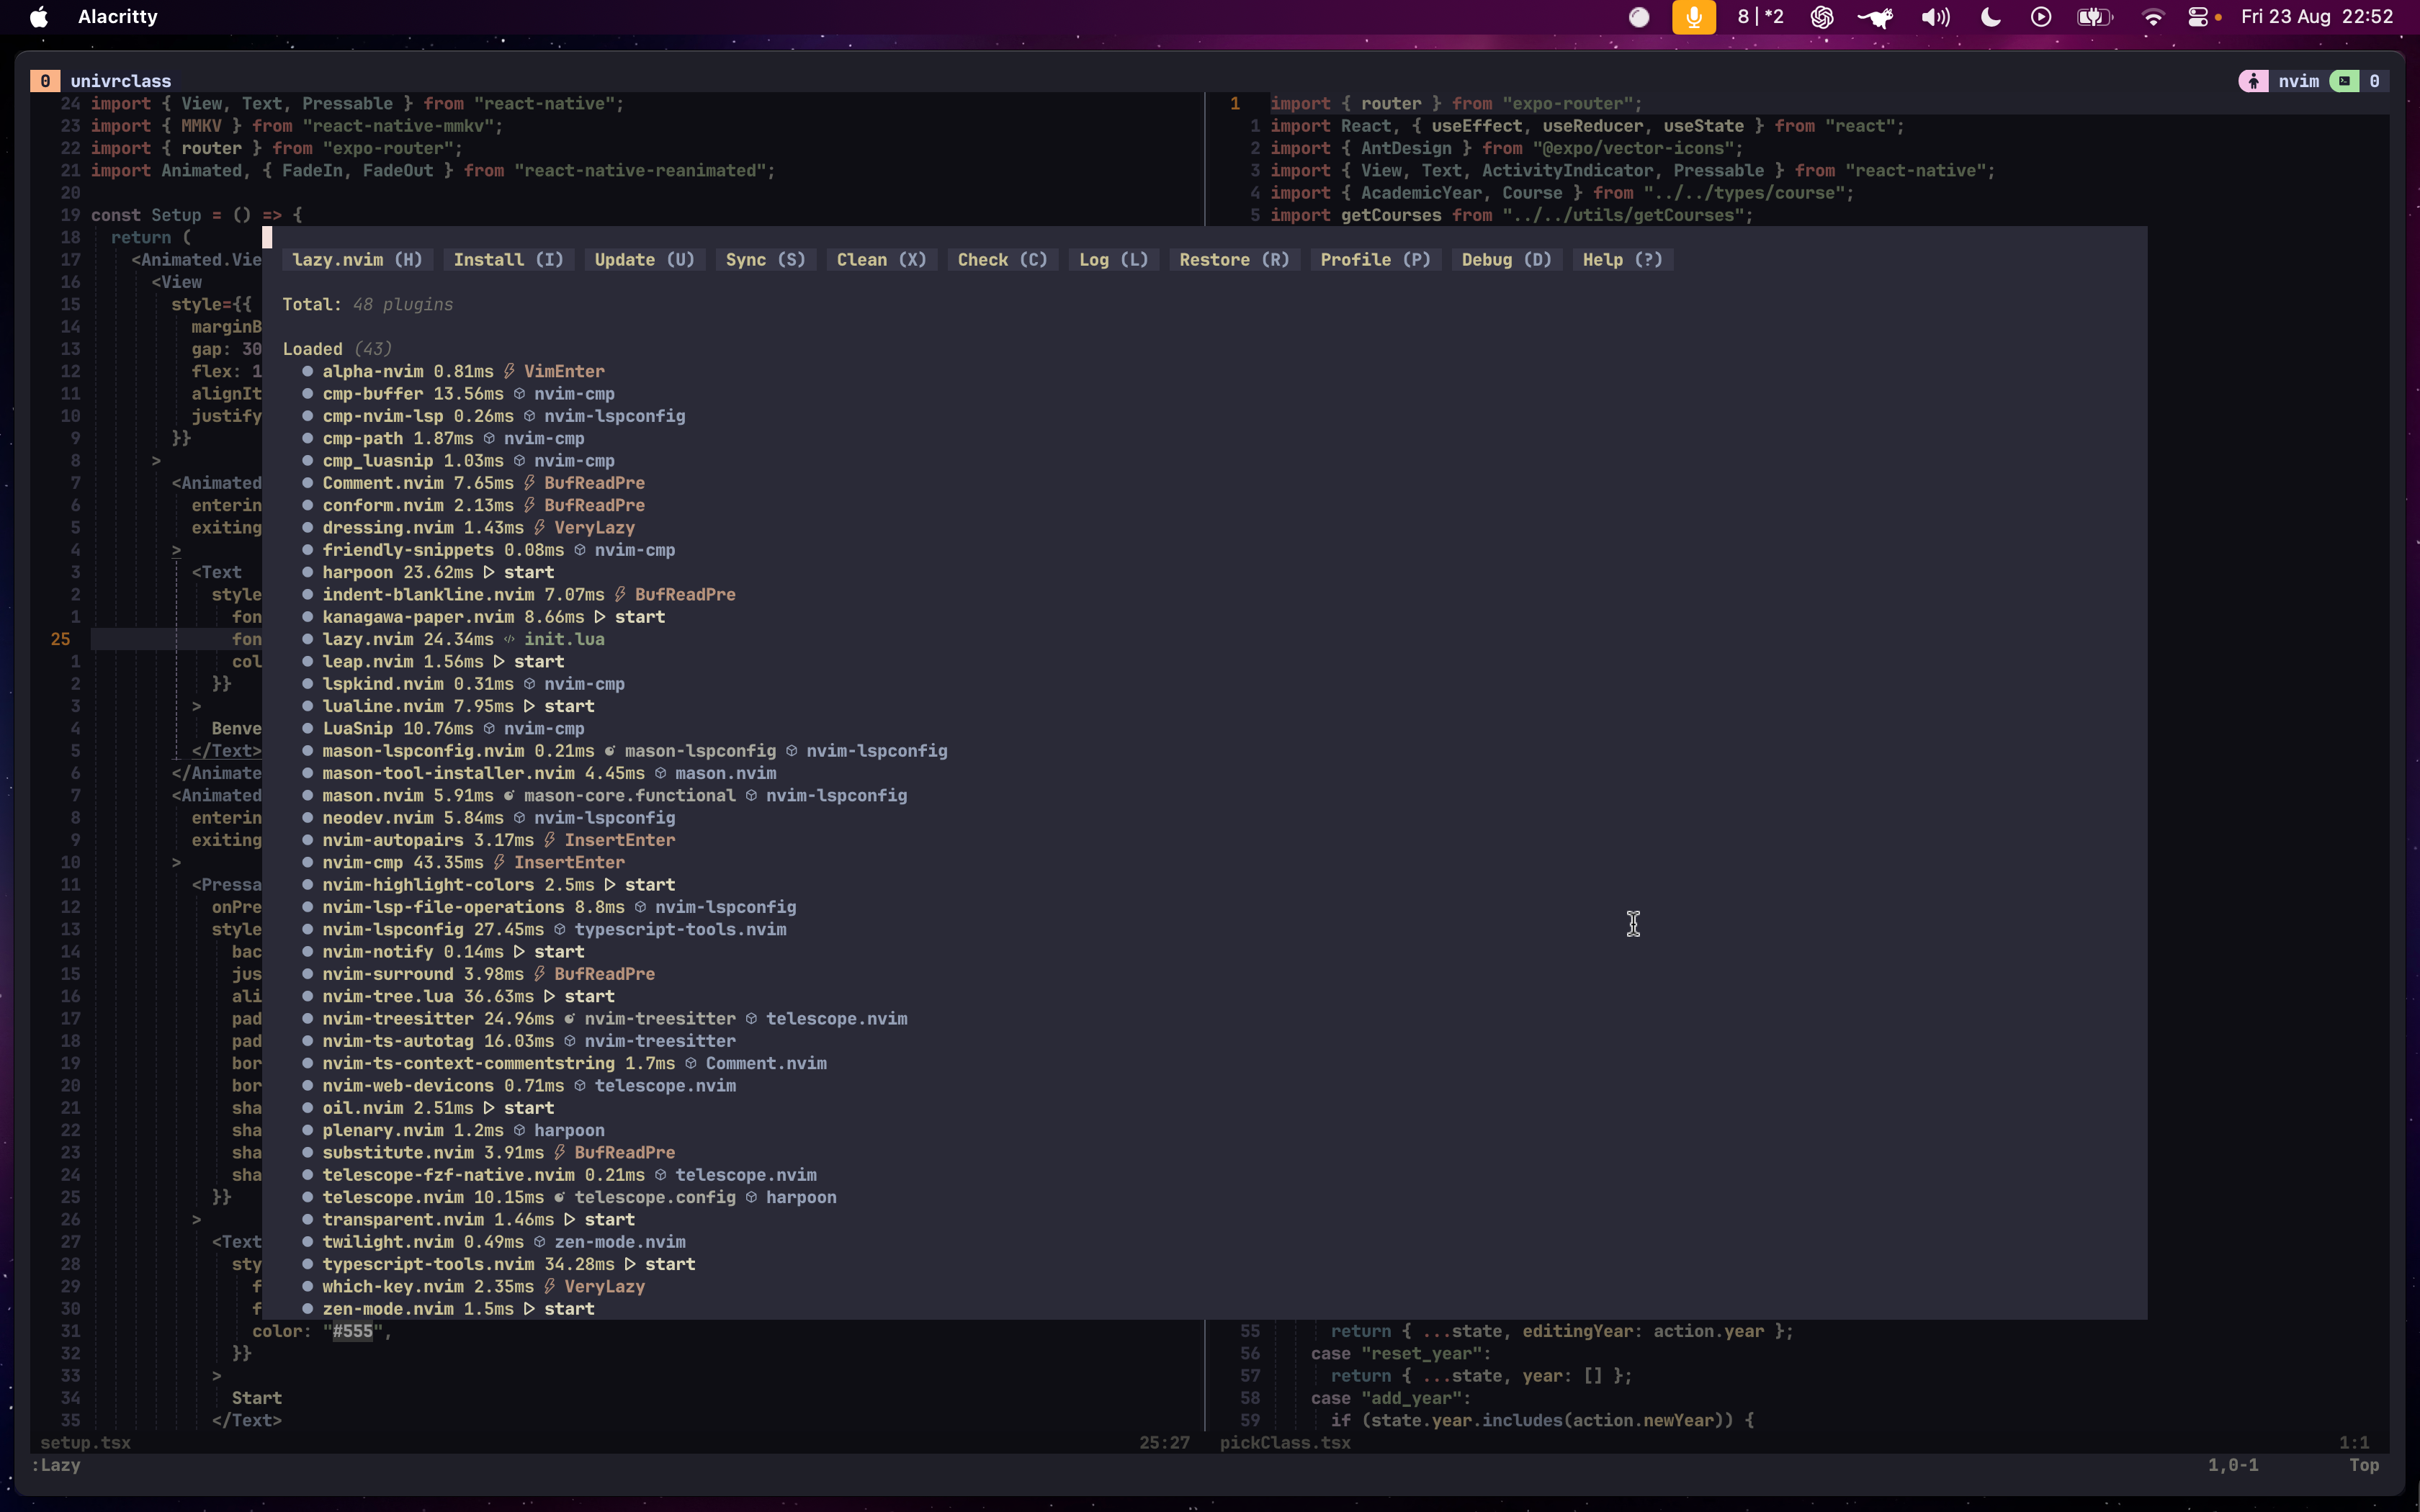 Alacritty 8|*2 Fri 23 Aug 22:52
0 univrclass nvim 0
24 import { View, Text, Pressable } from "react-native";
23 import { MMKV } from "react-native-mmkv";
22 import { router } from "expo-router";
21 import Animated, { FadeIn, FadeOut } from "react-native-reanimated";
20
19 const Setup = () => {
18 return (
17 <Animated.Vie
16 <View
15 style={{
14 marginB
13 gap: 30
12 flex: 1
11 alignIt
10 justify
9 }}
8 >
7 <Animated
6 enterin
5 exiting
4 >
3 <Text
2 style
1 fon
25 fon
1 col
2 }}
3 >
4 Benve
5 </Text>
6 </Animate
7 <Animated
8 enterin
9 exiting
10 >
11 <Pressa
12 onPre
13 style
14 bac
15 jus
16 ali
17 pad
18 pad
19 bor
20 bor
21 sha
22 sha
23 sha
24 sha
25 }}
26 >
27 <Text
28 sty
29 f
30 f
31 color: "#555",
32 }}
33 >
34 Start
35 </Text>
setup.tsx 25:27
1 import { router } from "expo-router";
1 import React, { useEffect, useReducer, useState } from "react";
2 import { AntDesign } from "@expo/vector-icons";
3 import { View, Text, ActivityIndicator, Pressable } from "react-native";
4 import { AcademicYear, Course } from "../../types/course";
5 import getCourses from "../../utils/getCourses";
lazy.nvim (H) Install (I) Update (U) Sync (S) Clean (X) Check (C) Log (L) Restore (R) Profile (P) Debug (D) Help (?)
Total: 48 plugins
Loaded (43)
alpha-nvim 0.81ms VimEnter
cmp-buffer 13.56ms nvim-cmp
cmp-nvim-lsp 0.26ms nvim-lspconfig
cmp-path 1.87ms nvim-cmp
cmp_luasnip 1.03ms nvim-cmp
Comment.nvim 7.65ms BufReadPre
conform.nvim 2.13ms BufReadPre
dressing.nvim 1.43ms VeryLazy
friendly-snippets 0.08ms nvim-cmp
harpoon 23.62ms start
indent-blankline.nvim 7.07ms BufReadPre
kanagawa-paper.nvim 8.66ms start
lazy.nvim 24.34ms init.lua
leap.nvim 1.56ms start
lspkind.nvim 0.31ms nvim-cmp
lualine.nvim 7.95ms start
LuaSnip 10.76ms nvim-cmp
mason-lspconfig.nvim 0.21ms mason-lspconfig nvim-lspconfig
mason-tool-installer.nvim 4.45ms mason.nvim
mason.nvim 5.91ms mason-core.functional nvim-lspconfig
neodev.nvim 5.84ms nvim-lspconfig
nvim-autopairs 3.17ms InsertEnter
nvim-cmp 43.35ms InsertEnter
nvim-highlight-colors 2.5ms start
nvim-lsp-file-operations 8.8ms nvim-lspconfig
nvim-lspconfig 27.45ms typescript-tools.nvim
nvim-notify 0.14ms start
nvim-surround 3.98ms BufReadPre
nvim-tree.lua 36.63ms start
nvim-treesitter 24.96ms nvim-treesitter telescope.nvim
nvim-ts-autotag 16.03ms nvim-treesitter
nvim-ts-context-commentstring 1.7ms Comment.nvim
nvim-web-devicons 0.71ms telescope.nvim
oil.nvim 2.51ms start
plenary.nvim 1.2ms harpoon
substitute.nvim 3.91ms BufReadPre
telescope-fzf-native.nvim 0.21ms telescope.nvim
telescope.nvim 10.15ms telescope.config harpoon
transparent.nvim 1.46ms start
twilight.nvim 0.49ms zen-mode.nvim
typescript-tools.nvim 34.28ms start
which-key.nvim 2.35ms VeryLazy
zen-mode.nvim 1.5ms start
55 return { ...state, editingYear: action.year };
56 case "reset_year":
57 return { ...state, year: [] };
58 case "add_year":
59 if (state.year.includes(action.newYear)) {
pickClass.tsx 1:1
:Lazy 1,0-1 Top